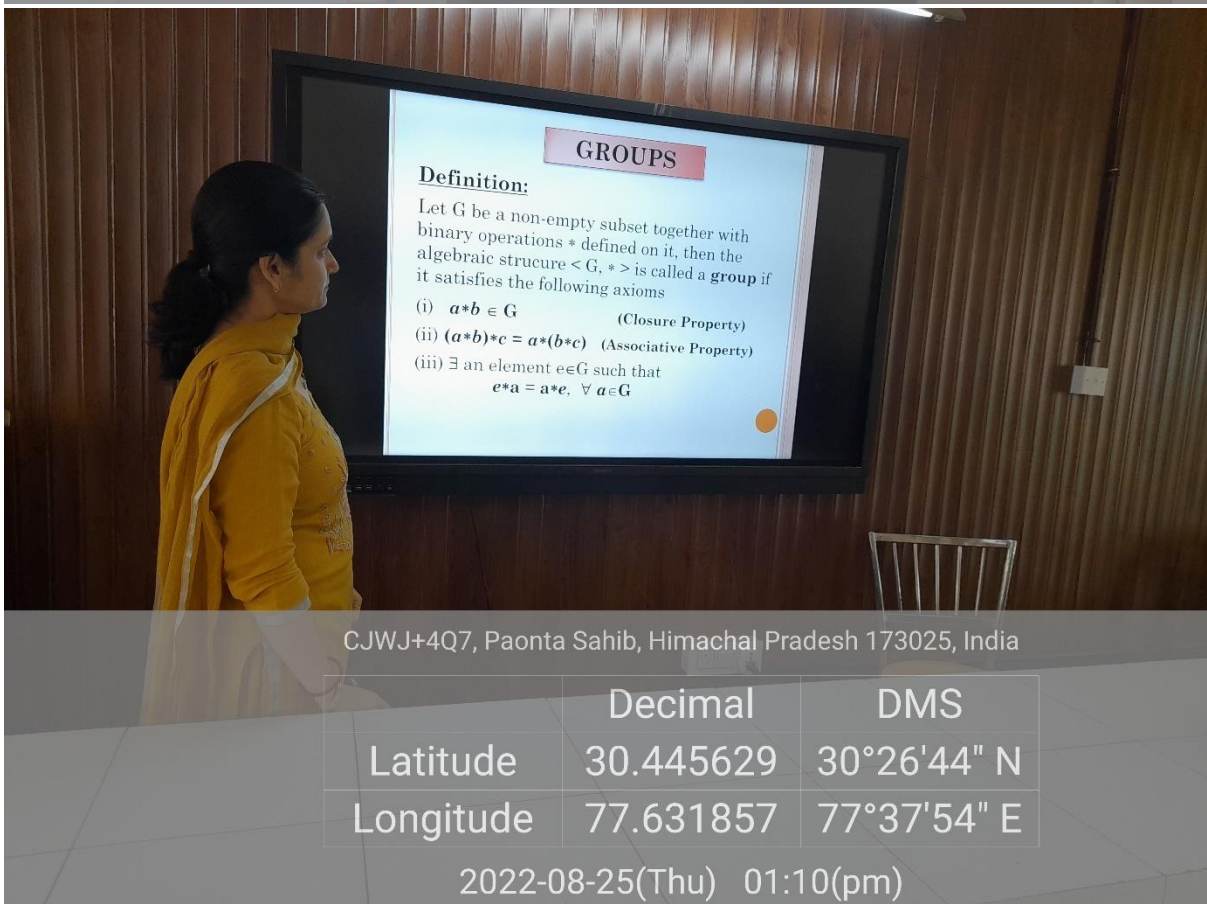 GROUPS
Definition:
Let G be a non-empty subset together with
binary operations * defined on it, then the
algebraic strucure < G, * > is called a group if
it satisfies the following axioms
(i) a*b ∈ G (Closure Property)
(ii) (a*b)*c = a*(b*c) (Associative Property)
(iii) ∃ an element e∈G such that
e*a = a*e, ∀ a∈G
CJWJ+4Q7, Paonta Sahib, Himachal Pradesh 173025, India
Decimal DMS
Latitude 30.445629 30°26'44" N
Longitude 77.631857 77°37'54" E
2022-08-25(Thu) 01:10(pm)